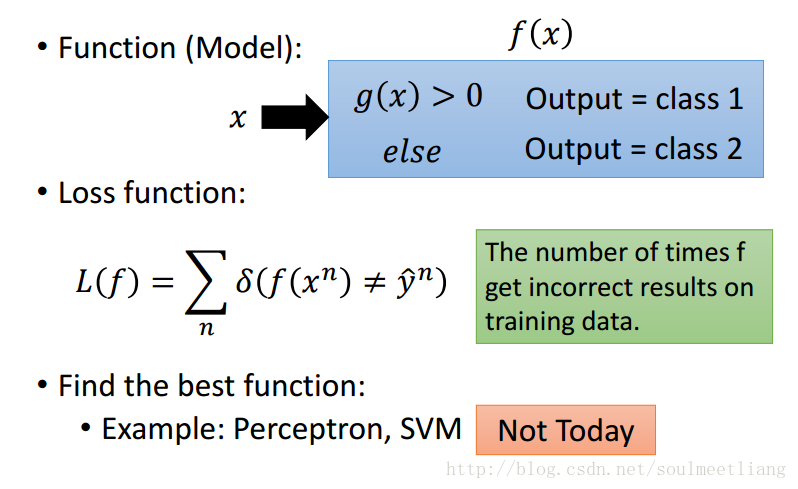 • Function (Model):
f(x)
x
g(x) > 0 Output = class 1
else Output = class 2
• Loss function:
L(f) = ∑ₙ δ(f(xⁿ) ≠ ŷⁿ)
The number of times f
get incorrect results on
training data.
• Find the best function:
• Example: Perceptron, SVM
Not Today
http://blog.csdn.net/soulmeetliang